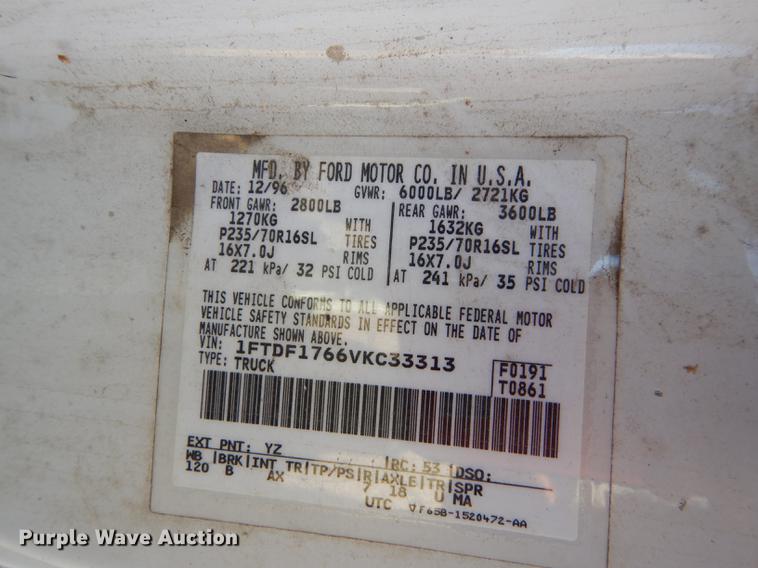 MFD. BY FORD MOTOR CO. IN U.S.A.
DATE: 12/96 GVWR: 6000LB/ 2721KG
FRONT GAWR: 2800LB REAR GAWR: 3600LB
1270KG WITH 1632KG WITH
P235/70R16SL TIRES P235/70R16SL TIRES
16X7.0J RIMS 16X7.0J RIMS
AT 221 kPa/ 32 PSI COLD AT 241 kPa/ 35 PSI COLD
THIS VEHICLE CONFORMS TO ALL APPLICABLE FEDERAL MOTOR
VEHICLE SAFETY STANDARDS IN EFFECT ON THE DATE OF
MANUFACTURE SHOWN ABOVE.
VIN: 1FTDF1766VKC33313
TYPE: TRUCK
F0191
T0861
EXT PNT: YZ RC: 53 DSO:
WB BRK INT TR TP/PS R AXLE TR SPR
120 B AX 7 18 U MA
UTC F65B-1520472-AA
Purple Wave Auction